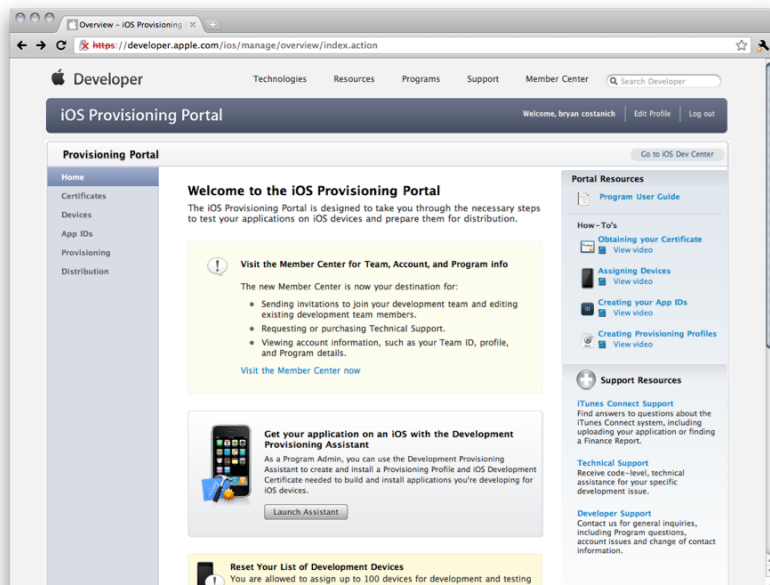 Overview - iOS Provisioning
https://developer.apple.com/ios/manage/overview/index.action
Developer
Technologies Resources Programs Support Member Center Search Developer
iOS Provisioning Portal
Welcome, bryan costanich Edit Profile Log out
Provisioning Portal
Go to iOS Dev Center
Home
Certificates
Devices
App IDs
Provisioning
Distribution
Welcome to the iOS Provisioning Portal
The iOS Provisioning Portal is designed to take you through the necessary steps
to test your applications on iOS devices and prepare them for distribution.
Visit the Member Center for Team, Account, and Program info
The new Member Center is now your destination for:
Sending invitations to join your development team and editing
existing development team members.
Requesting or purchasing Technical Support.
Viewing account information, such as your Team ID, profile,
and Program details.
Visit the Member Center now
Get your application on an iOS with the Development
Provisioning Assistant
As a Program Admin, you can use the Development Provisioning
Assistant to create and install a Provisioning Profile and iOS Development
Certificate needed to build and install applications you're developing for
iOS devices.
Launch Assistant
Reset Your List of Development Devices
You are allowed to assign up to 100 devices for development and testing
Portal Resources
Program User Guide
How-To's
Obtaining your Certificate
View video
Assigning Devices
View video
Creating your App IDs
View video
Creating Provisioning Profiles
View video
Support Resources
iTunes Connect Support
Find answers to questions about the
iTunes Connect system, including
uploading your application or finding
a Finance Report.
Technical Support
Receive code-level, technical
assistance for your specific
development issue.
Developer Support
Contact us for general inquiries,
including Program questions,
account issues and change of contact
information.